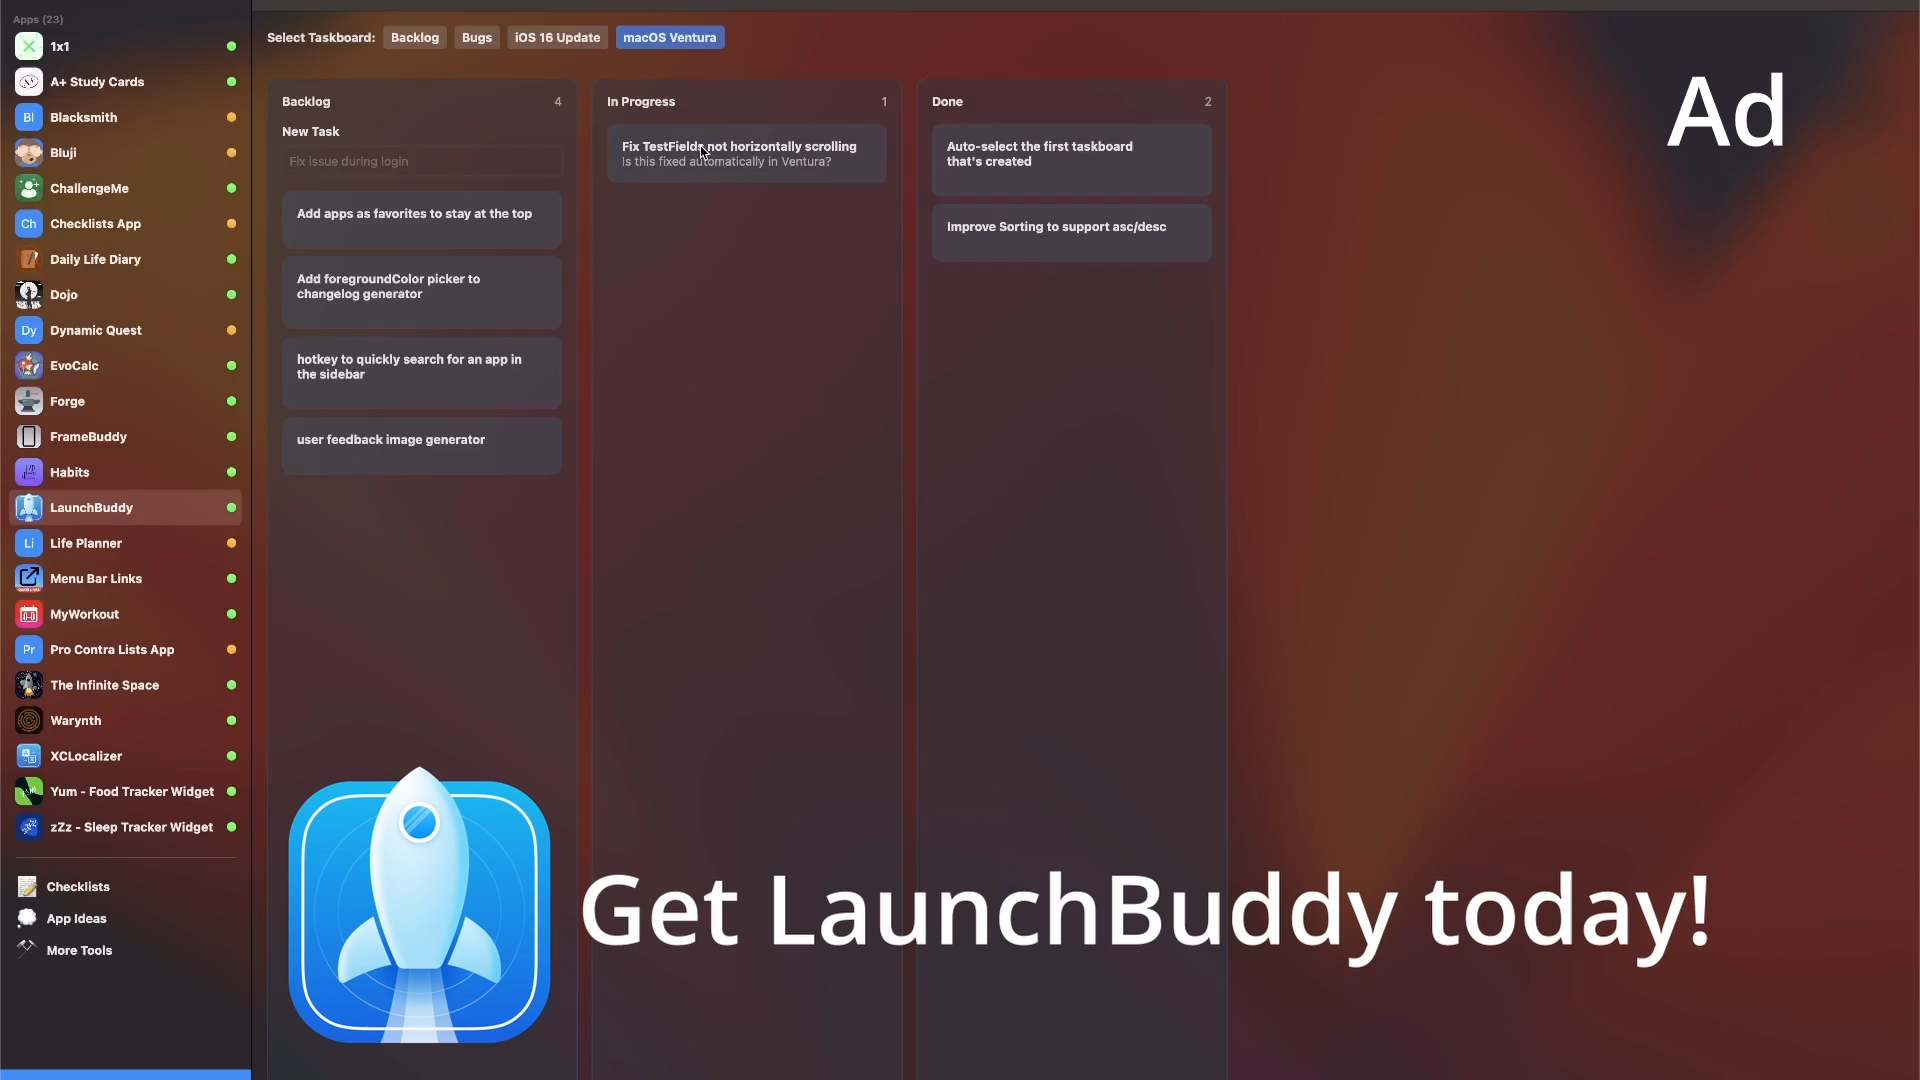 Apps (23)
1x1
A+ Study Cards
Bl
Blacksmith
Bluji
ChallengeMe
Ch
Checklists App
Daily Life Diary
Dojo
Dy
Dynamic Quest
EvoCalc
Forge
FrameBuddy
Habits
LaunchBuddy
Li
Life Planner
Menu Bar Links
MyWorkout
Pr
Pro Contra Lists App
The Infinite Space
Warynth
XCLocalizer
Yum - Food Tracker Widget
zZz - Sleep Tracker Widget
Checklists
App Ideas
More Tools
Select Taskboard:
Backlog
Bugs
iOS 16 Update
macOS Ventura
Backlog
4
New Task
Fix issue during login
Add apps as favorites to stay at the top
Add foregroundColor picker to
changelog generator
hotkey to quickly search for an app in
the sidebar
user feedback image generator
In Progress
1
Fix TestFields not horizontally scrolling
Is this fixed automatically in Ventura?
Done
2
Auto-select the first taskboard
that's created
Improve Sorting to support asc/desc
Ad
Get LaunchBuddy today!